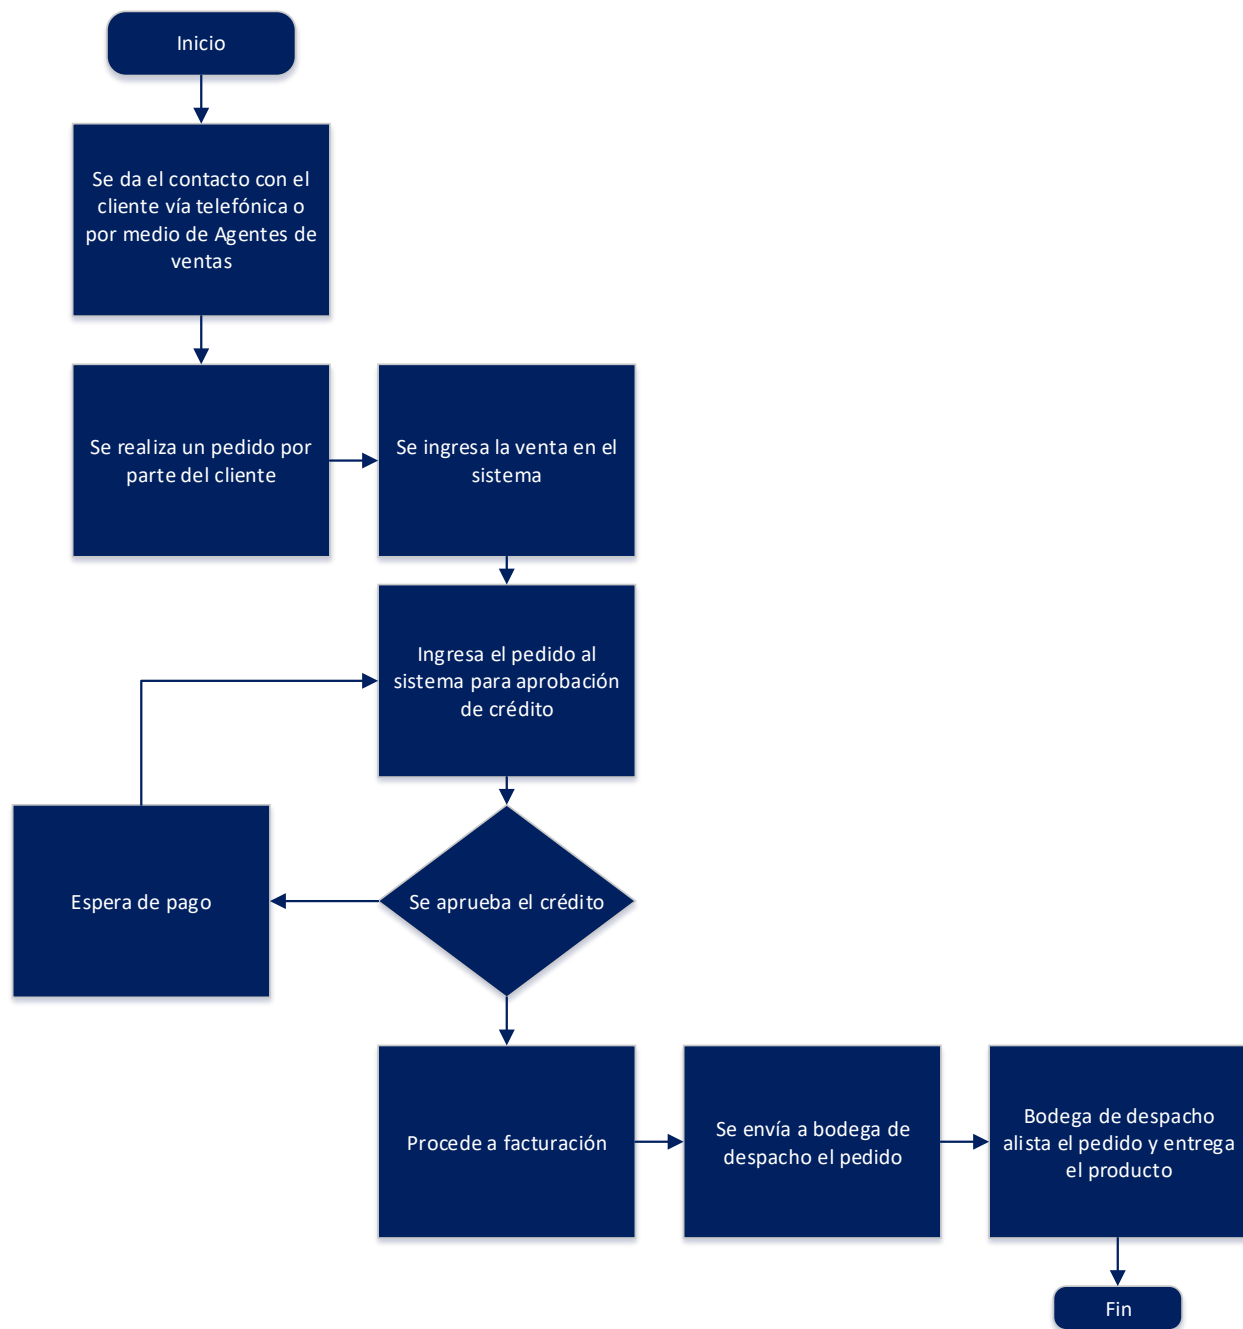 Inicio
Se da el contacto con el
cliente vía telefónica o
por medio de Agentes de
ventas
Se realiza un pedido por
parte del cliente
Se ingresa la venta en el
sistema
Ingresa el pedido al
sistema para aprobación
de crédito
Espera de pago
Se aprueba el crédito
Procede a facturación
Se envía a bodega de
despacho el pedido
Bodega de despacho
alista el pedido y entrega
el producto
Fin